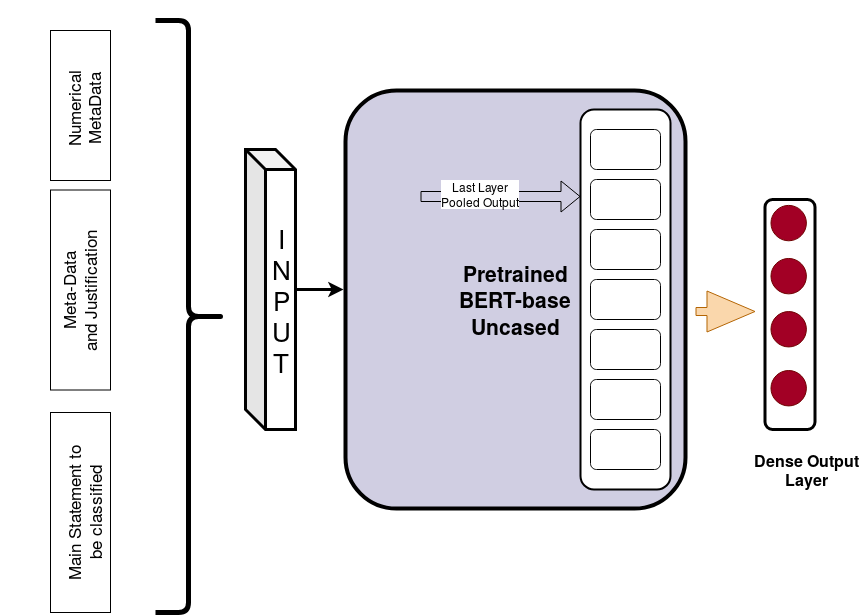 Numerical
MetaData
Meta-Data
and Justification
Main Statement to
be classified
INPUT
Last Layer
Pooled Output
Pretrained
BERT-base
Uncased
Dense Output
Layer